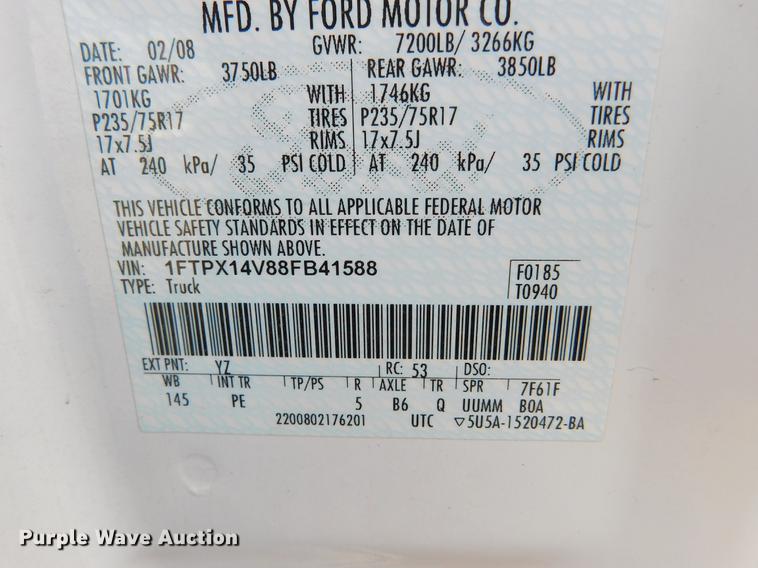 MFD. BY FORD MOTOR CO.
DATE: 02/08 GVWR: 7200LB/ 3266KG
FRONT GAWR: 3750LB REAR GAWR: 3850LB
1701KG WITH 1746KG WITH
P235/75R17 TIRES P235/75R17 TIRES
17x7.5J RIMS 17x7.5J RIMS
AT 240 kPa/ 35 PSI COLD AT 240 kPa/ 35 PSI COLD
THIS VEHICLE CONFORMS TO ALL APPLICABLE FEDERAL MOTOR
VEHICLE SAFETY STANDARDS IN EFFECT ON THE DATE OF
MANUFACTURE SHOWN ABOVE.
VIN: 1FTPX14V88FB41588 F0185
TYPE: Truck T0940
EXT PNT: YZ RC: 53 DSO:
WB INT TR TP/PS R AXLE TR SPR 7F61F
145 PE 5 B6 Q UUMM BOA
2200802176201 UTC ▽5U5A-1520472-BA
Purple Wave Auction